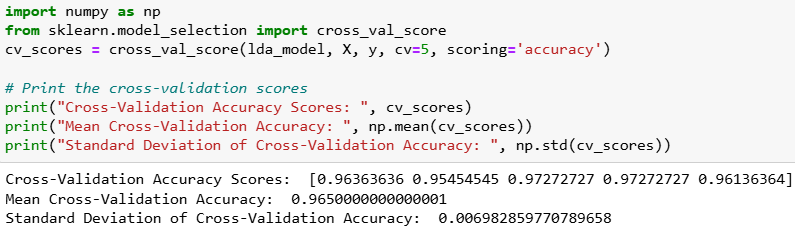 import numpy as np
from sklearn.model_selection import cross_val_score
cv_scores = cross_val_score(lda_model, X, y, cv=5, scoring='accuracy')
# Print the cross-validation scores
print("Cross-Validation Accuracy Scores: ", cv_scores)
print("Mean Cross-Validation Accuracy: ", np.mean(cv_scores))
print("Standard Deviation of Cross-Validation Accuracy: ", np.std(cv_scores))
Cross-Validation Accuracy Scores:  [0.96363636 0.95454545 0.97272727 0.97272727 0.96136364]
Mean Cross-Validation Accuracy:  0.9650000000000001
Standard Deviation of Cross-Validation Accuracy:  0.006982859770789658